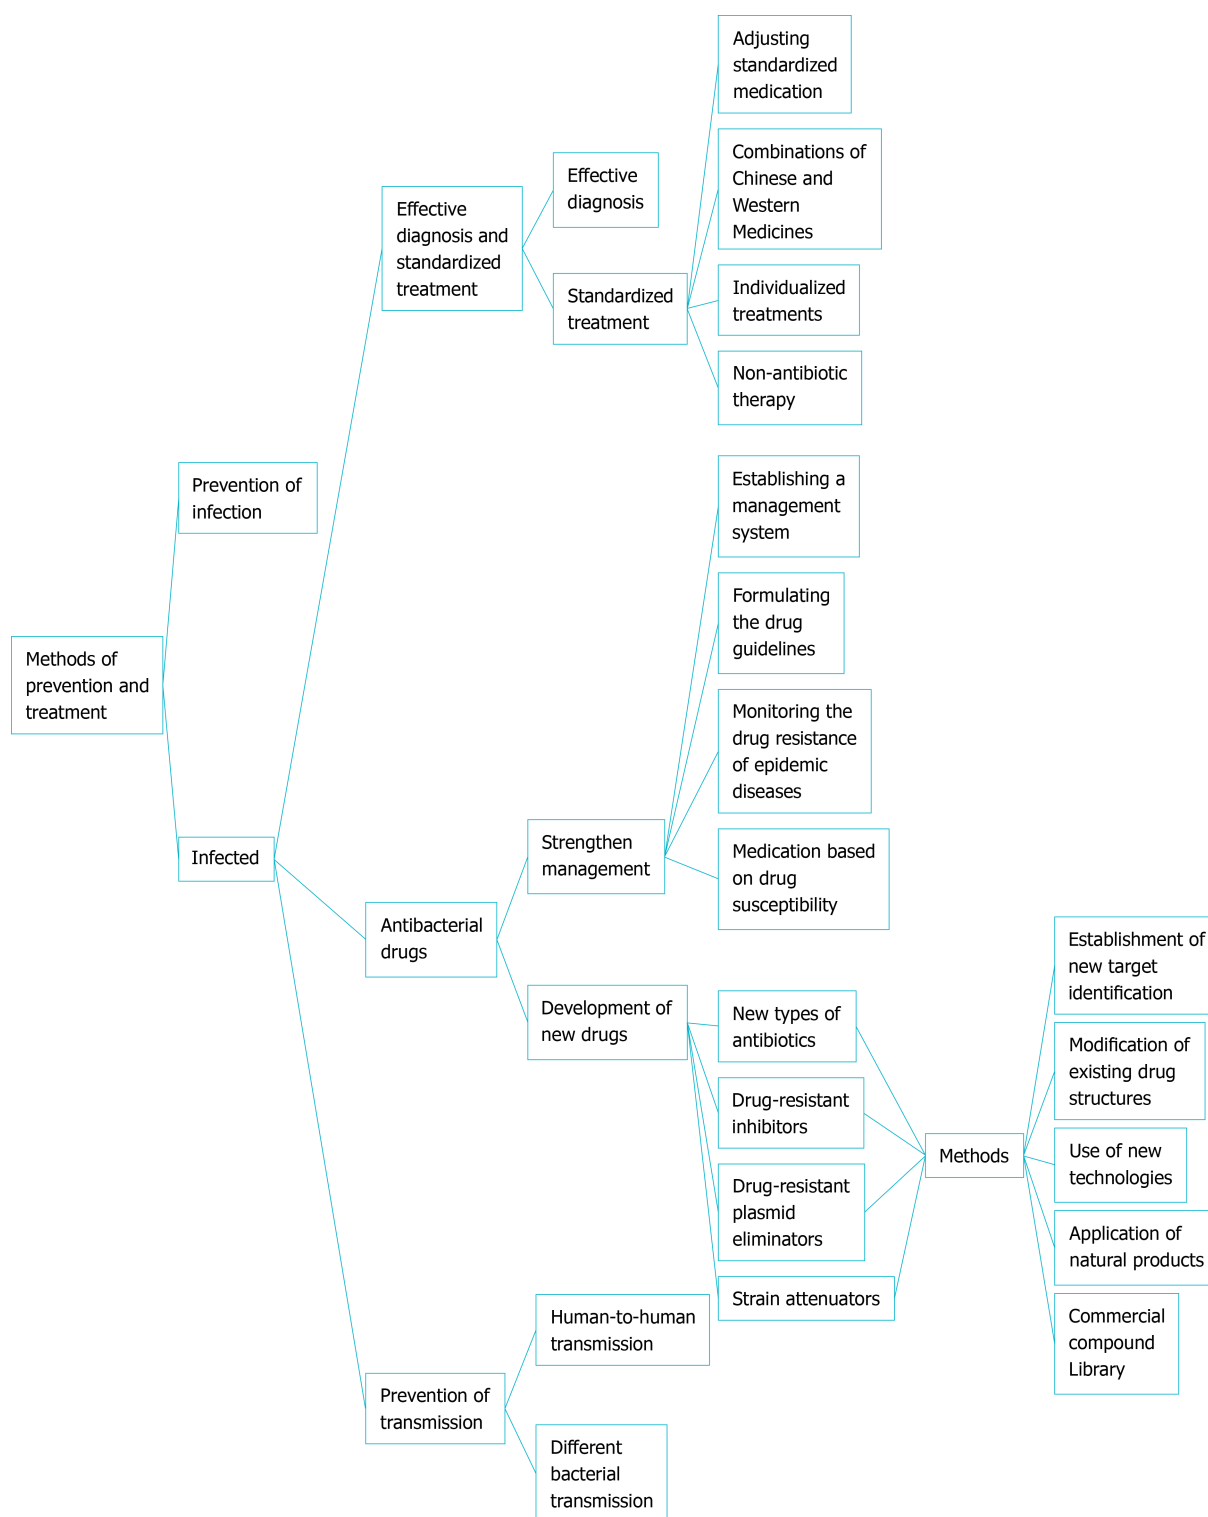 Methods of
prevention and
treatment
Prevention of
infection
Infected
Effective
diagnosis and
standardized
treatment
Effective
diagnosis
Standardized
treatment
Adjusting
standardized
medication
Combinations of
Chinese and
Western
Medicines
Individualized
treatments
Non-antibiotic
therapy
Antibacterial
drugs
Strengthen
management
Establishing a
management
system
Formulating
the drug
guidelines
Monitoring the
drug resistance
of epidemic
diseases
Medication based
on drug
susceptibility
Development of
new drugs
New types of
antibiotics
Drug-resistant
inhibitors
Drug-resistant
plasmid
eliminators
Strain attenuators
Methods
Establishment of
new target
identification
Modification of
existing drug
structures
Use of new
technologies
Application of
natural products
Commercial
compound
Library
Prevention of
transmission
Human-to-human
transmission
Different
bacterial
transmission